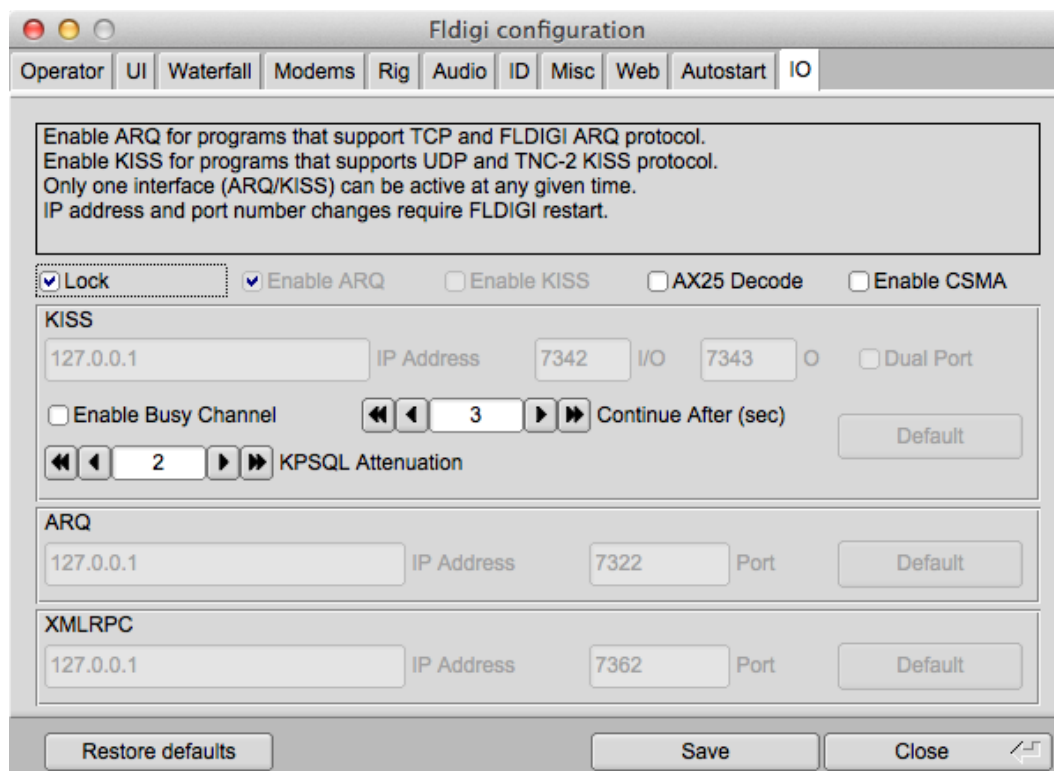 Fldigi configuration
Operator UI Waterfall Modems Rig Audio ID Misc Web Autostart IO
Enable ARQ for programs that support TCP and FLDIGI ARQ protocol.
Enable KISS for programs that supports UDP and TNC-2 KISS protocol.
Only one interface (ARQ/KISS) can be active at any given time.
IP address and port number changes require FLDIGI restart.
Lock Enable ARQ Enable KISS AX25 Decode Enable CSMA
KISS
127.0.0.1 IP Address 7342 I/O 7343 O Dual Port
Enable Busy Channel 3 Continue After (sec)
Default
2 KPSQL Attenuation
ARQ
127.0.0.1 IP Address 7322 Port Default
XMLRPC
127.0.0.1 IP Address 7362 Port Default
Restore defaults Save Close